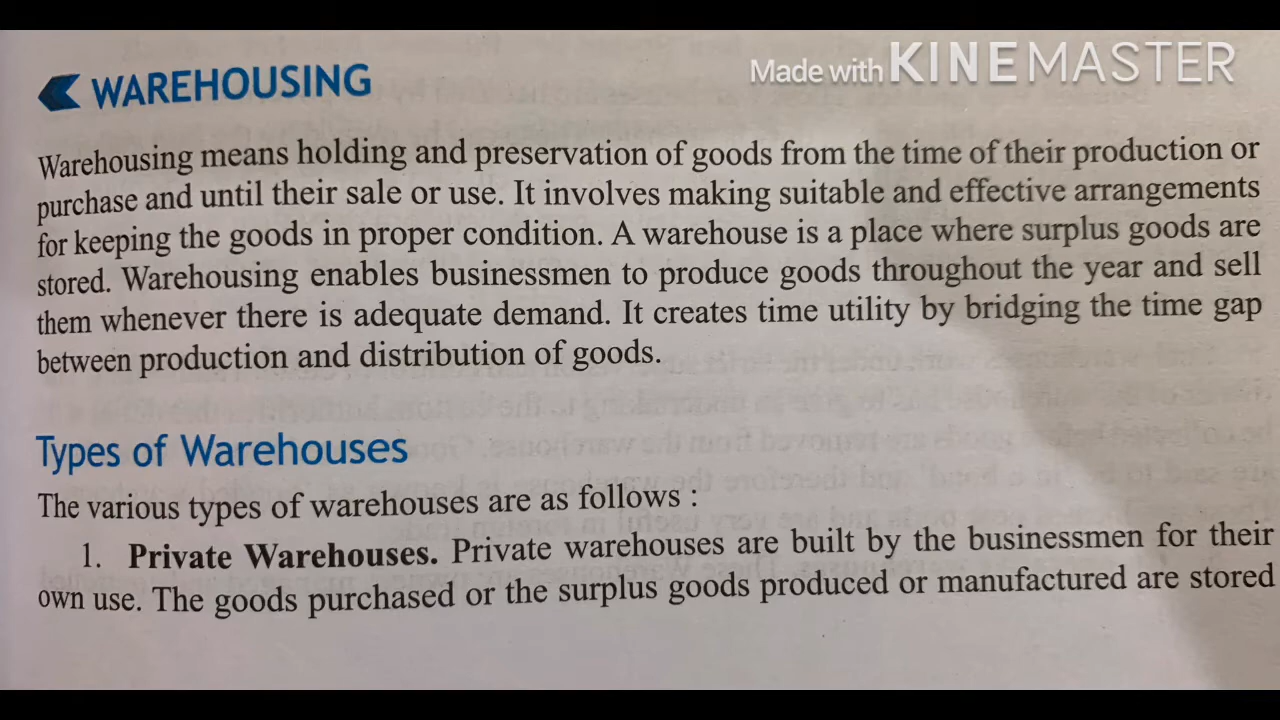 WAREHOUSING
Made with KINEMASTER
Warehousing means holding and preservation of goods from the time of their production or
purchase and until their sale or use. It involves making suitable and effective arrangements
for keeping the goods in proper condition. A warehouse is a place where surplus goods are
stored. Warehousing enables businessmen to produce goods throughout the year and sell
them whenever there is adequate demand. It creates time utility by bridging the time gap
between production and distribution of goods.
Types of Warehouses
The various types of warehouses are as follows :
1. Private Warehouses. Private warehouses are built by the businessmen for their
own use. The goods purchased or the surplus goods produced or manufactured are stored